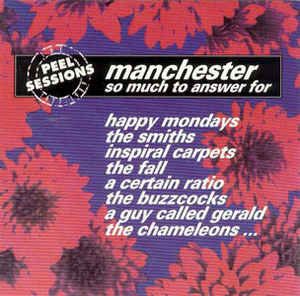 PEEL
SESSIONS
manchester
so much to answer for
happy mondays
the smiths
inspiral carpets
the fall
a certain ratio
the buzzcocks
a guy called gerald
the chameleons ...